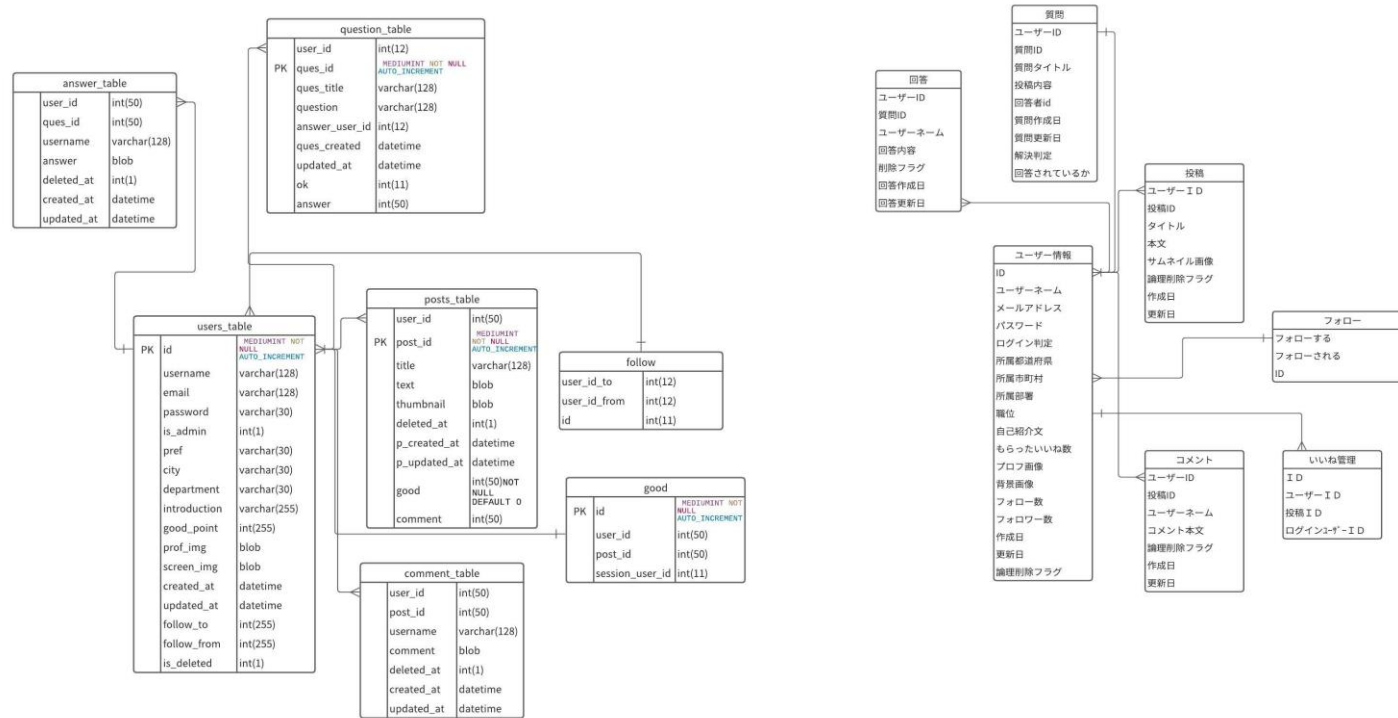 question_table
user_id int(12)
PK ques_id MEDIUMINT NOT NULL
AUTO_INCREMENT
ques_title varchar(128)
question varchar(128)
answer_user_id int(12)
ques_created datetime
updated_at datetime
ok int(11)
answer int(50)
answer_table
user_id int(50)
ques_id int(50)
username varchar(128)
answer blob
deleted_at int(1)
created_at datetime
updated_at datetime
users_table
PK id MEDIUMINT NOT
NULL
AUTO_INCREMENT
username varchar(128)
email varchar(128)
password varchar(30)
is_admin int(1)
pref varchar(30)
city varchar(30)
department varchar(30)
introduction varchar(255)
good_point int(255)
prof_img blob
screen_img blob
created_at datetime
updated_at datetime
follow_to int(255)
follow_from int(255)
is_deleted int(1)
posts_table
user_id int(50)
PK post_id MEDIUMINT
NOT NULL
AUTO_INCREMENT
title varchar(128)
text blob
thumbnail blob
deleted_at int(1)
p_created_at datetime
p_updated_at datetime
good int(50)NOT
NULL
DEFAULT 0
comment int(50)
follow
user_id_to int(12)
user_id_from int(12)
id int(11)
good
PK id MEDIUMINT NOT
NULL
AUTO_INCREMENT
user_id int(50)
post_id int(50)
session_user_id int(11)
comment_table
user_id int(50)
post_id int(50)
username varchar(128)
comment blob
deleted_at int(1)
created_at datetime
updated_at datetime
質問
ユーザーID
質問ID
質問タイトル
投稿内容
回答者id
質問作成日
質問更新日
解決判定
回答されているか
回答
ユーザーID
質問ID
ユーザーネーム
回答内容
削除フラグ
回答作成日
回答更新日
投稿
ユーザーＩＤ
投稿ID
タイトル
本文
サムネイル画像
論理削除フラグ
作成日
更新日
ユーザー情報
ID
ユーザーネーム
メールアドレス
パスワード
ログイン判定
所属都道府県
所属市町村
所属部署
職位
自己紹介文
もらったいいね数
プロフ画像
背景画像
フォロー数
フォロワー数
作成日
更新日
論理削除フラグ
フォロー
フォローする
フォローされる
ID
コメント
ユーザーID
投稿ID
ユーザーネーム
コメント本文
論理削除フラグ
作成日
更新日
いいね管理
ＩＤ
ユーザーＩＤ
投稿ＩＤ
ログインﾕｰｻﾞｰＩＤ